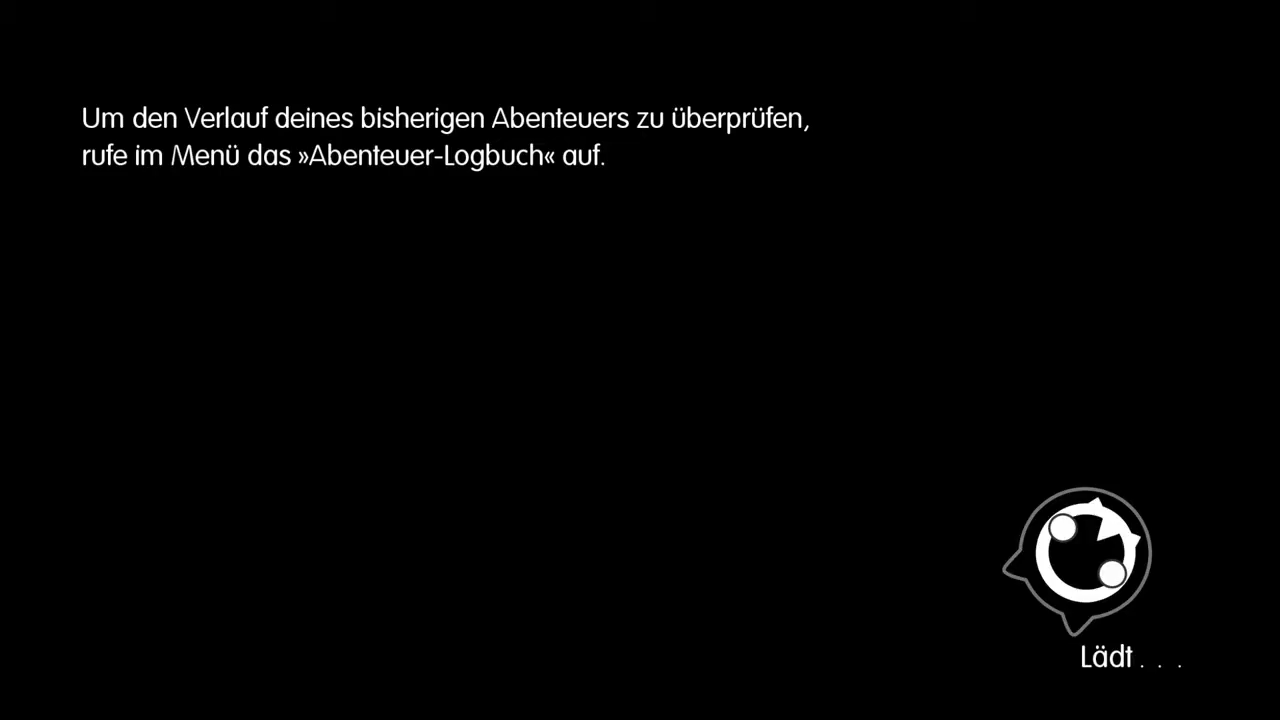 Um den Verlauf deines bisherigen Abenteuers zu überprüfen,
rufe im Menü das »Abenteuer-Logbuch« auf.
Lädt . . .